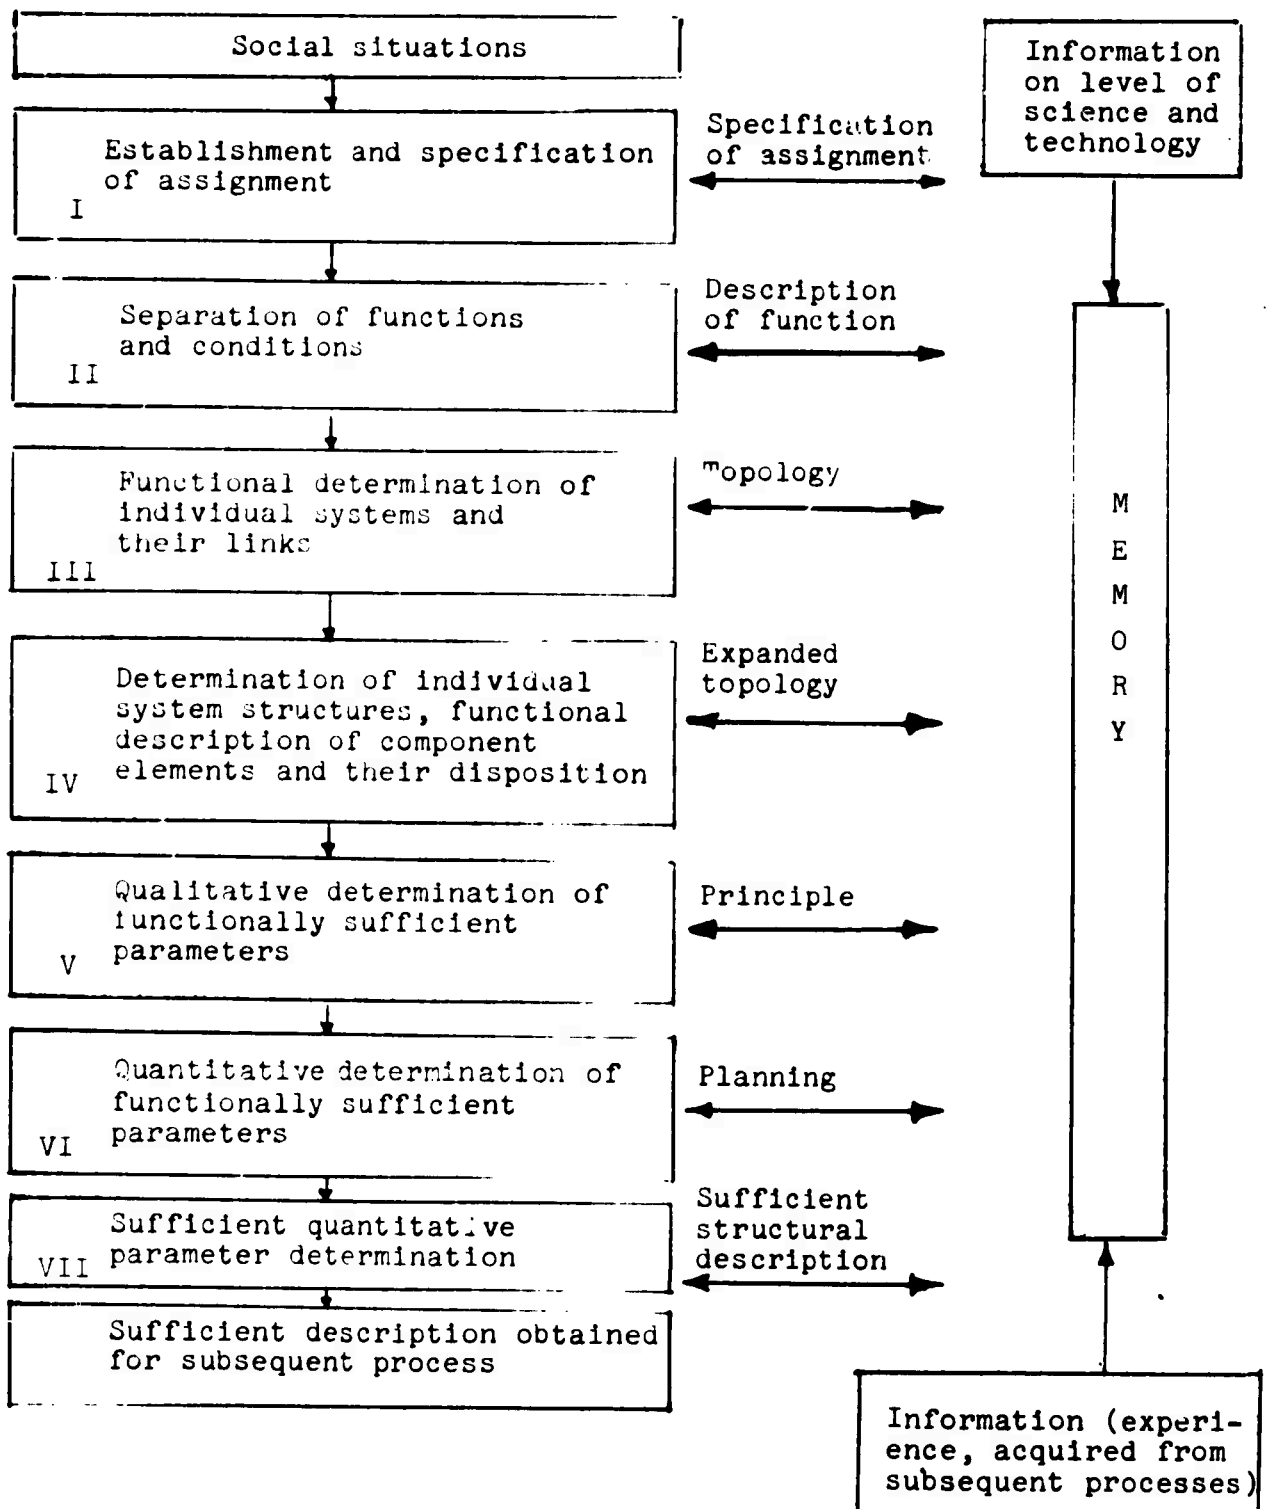 Social situations
Information
on level of
science and
technology
Establishment and specification
of assignment
I
Specification
of assignment
Separation of functions
and conditions
II
Description
of function
Functional determination of
individual systems and
their links
III
Topology
Determination of individual
system structures, functional
description of component
elements and their disposition
IV
Expanded
topology
Qualitative determination of
functionally sufficient
parameters
V
Principle
Quantitative determination of
functionally sufficient
parameters
VI
Planning
Sufficient quantitative
parameter determination
VII
Sufficient
structural
description
Sufficient description obtained
for subsequent process
M
E
M
O
R
Y
Information (experi-
ence, acquired from
subsequent processes)